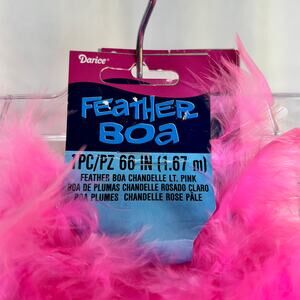 Darice
FEATHER
BOA
1PC/PZ 66 IN (1.67 m)
FEATHER BOA CHANDELLE LT. PINK
BOA DE PLUMAS CHANDELLE ROSADO CLARO
BOA PLUMES CHANDELLE ROSE PÂLE